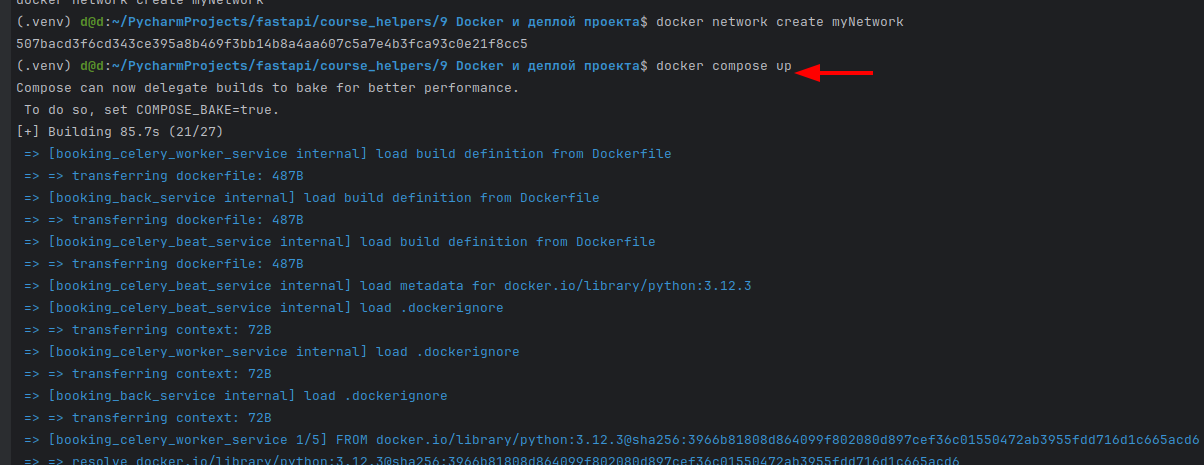 docker network create myNetwork
(.venv) d@d:~/PycharmProjects/fastapi/course_helpers/9 Docker и деплой проекта$ docker network create myNetwork
507bacd3f6cd343ce395a8b469f3bb14b8a4aa607c5a7e4b3fca93c0e21f8cc5
(.venv) d@d:~/PycharmProjects/fastapi/course_helpers/9 Docker и деплой проекта$ docker compose up
Compose can now delegate builds to bake for better performance.
 To do so, set COMPOSE_BAKE=true.
[+] Building 85.7s (21/27)
 => [booking_celery_worker_service internal] load build definition from Dockerfile
 => => transferring dockerfile: 487B
 => [booking_back_service internal] load build definition from Dockerfile
 => => transferring dockerfile: 487B
 => [booking_celery_beat_service internal] load build definition from Dockerfile
 => => transferring dockerfile: 487B
 => [booking_celery_beat_service internal] load metadata for docker.io/library/python:3.12.3
 => [booking_celery_beat_service internal] load .dockerignore
 => => transferring context: 72B
 => [booking_celery_worker_service internal] load .dockerignore
 => => transferring context: 72B
 => [booking_back_service internal] load .dockerignore
 => => transferring context: 72B
 => [booking_celery_worker_service 1/5] FROM docker.io/library/python:3.12.3@sha256:3966b81808d864099f802080d897cef36c01550472ab3955fdd716d1c665acd6
 => => resolve docker.io/library/python:3.12.3@sha256:3966b81808d864099f802080d897cef36c01550472ab3955fdd716d1c665acd6